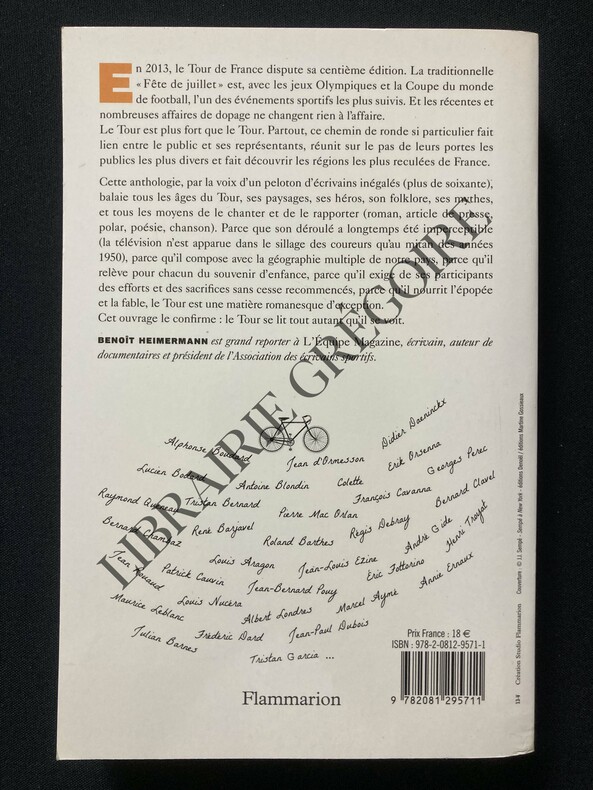 En 2013, le Tour de France dispute sa centième édition. La traditionnelle
« Fête de juillet » est, avec les jeux Olympiques et la Coupe du monde
de football, l'un des événements sportifs les plus suivis. Et les récentes et
nombreuses affaires de dopage ne changent rien à l'affaire.
Le Tour est plus fort que le Tour. Partout, ce chemin de ronde si particulier fait
lien entre le public et ses représentants, réunit sur le pas de leurs portes les
publics les plus divers et fait découvrir les régions les plus reculées de France.
Cette anthologie, par la voix d'un peloton d'écrivains inégalés (plus de soixante),
balaie tous les âges du Tour, ses paysages, ses héros, son folklore, ses mythes,
et tous les moyens de le chanter et de le rapporter (roman, article de presse,
polar, poésie, chanson). Parce que son déroulé a longtemps été imperceptible
(la télévision n'est apparue dans le sillage des coureurs qu'au mitan des années
1950), parce qu'il compose avec la géographie multiple de notre pays, parce qu'il
relève pour chacun du souvenir d'enfance, parce qu'il exige de ses participants
des efforts et des sacrifices sans cesse recommencés, parce qu'il nourrit l'épopée
et la fable, le Tour est une matière romanesque d'exception.
Cet ouvrage le confirme : le Tour se lit tout autant qu'il se voit.
BENOÎT HEIMERMANN est grand reporter à L'Équipe Magazine, écrivain, auteur de
documentaires et président de l'Association des écrivains sportifs.
LIBRAIRIE GRÉGOIRE
Alphonse Boudard
Jean d'Ormesson
Didier Daeninckx
Lucien Bodard
Antoine Blondin
Colette
Erik Orsenna
Georges Perec
Raymond Queneau
Tristan Bernard
Pierre Mac Orlan
François Cavanna
Bernard Clavel
Bernard Chambaz
René Barjavel
Roland Barthes
Régis Debray
André Gide
Henri Troyat
Jean Rouaud
Patrick Cauvin
Louis Aragon
Jean-Louis Ezine
Éric Fottorino
Annie Ernaux
Maurice Leblanc
Louis Nucéra
Jean-Bernard Pouy
Albert Londres
Marcel Aymé
Julian Barnes
Frédéric Dard
Jean-Paul Dubois
Tristan Garcia ...
Flammarion
Prix France : 18 €
ISBN : 978-2-0812-9571-1
9 782081 295711
Couverture : © J.J. Sempé - Sempé à New York - éditions Denoël / éditions Martine Gossieaux
Création Studio Flammarion